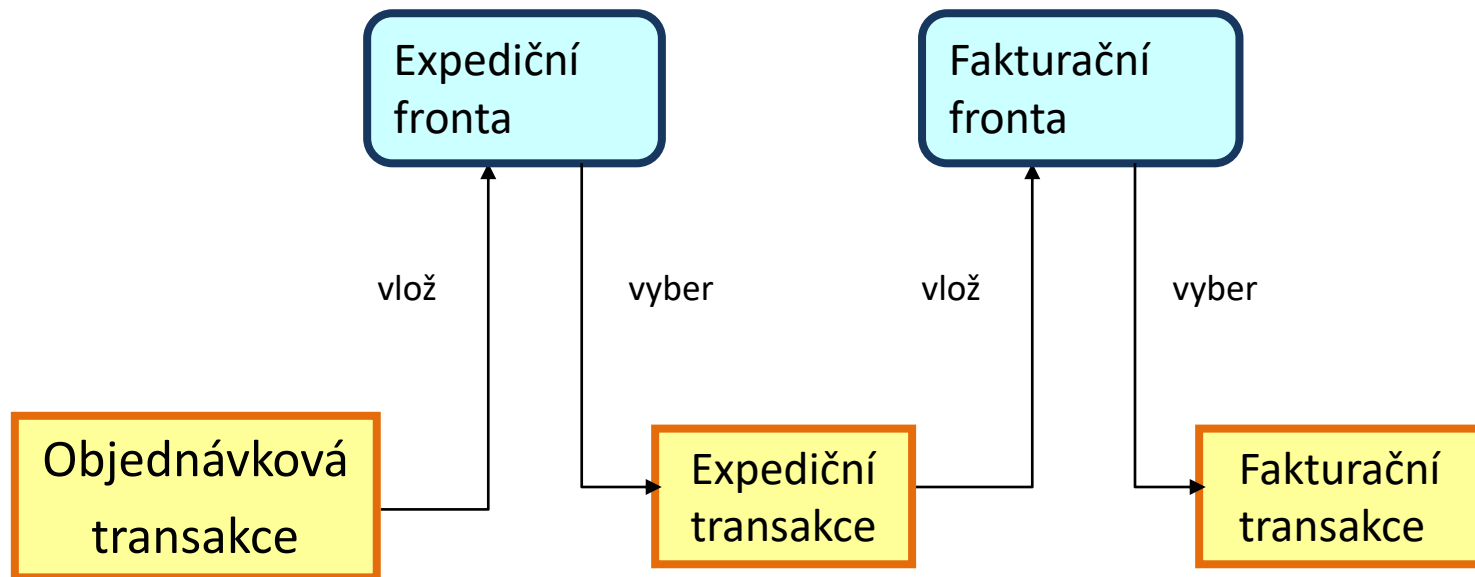 Expediční
fronta
Fakturační
fronta
vlož
vyber
vlož
vyber
Objednávková
transakce
Expediční
transakce
Fakturační
transakce